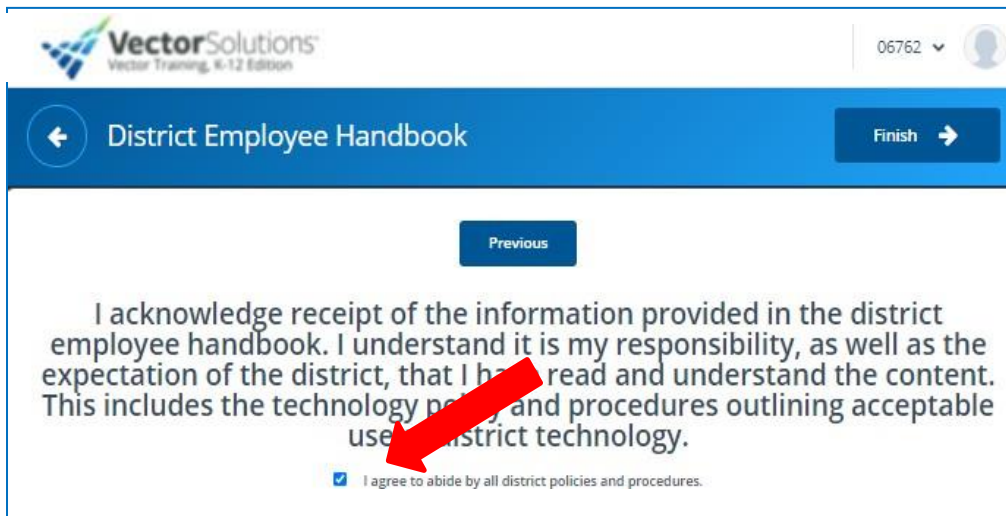 VectorSolutions
Vector Training, K-12 Edition
06762
District Employee Handbook
Finish
Previous
I acknowledge receipt of the information provided in the district
employee handbook. I understand it is my responsibility, as well as the
expectation of the district, that I read and understand the content.
This includes the technology and procedures outlining acceptable
use district technology.
I agree to abide by all district policies and procedures.